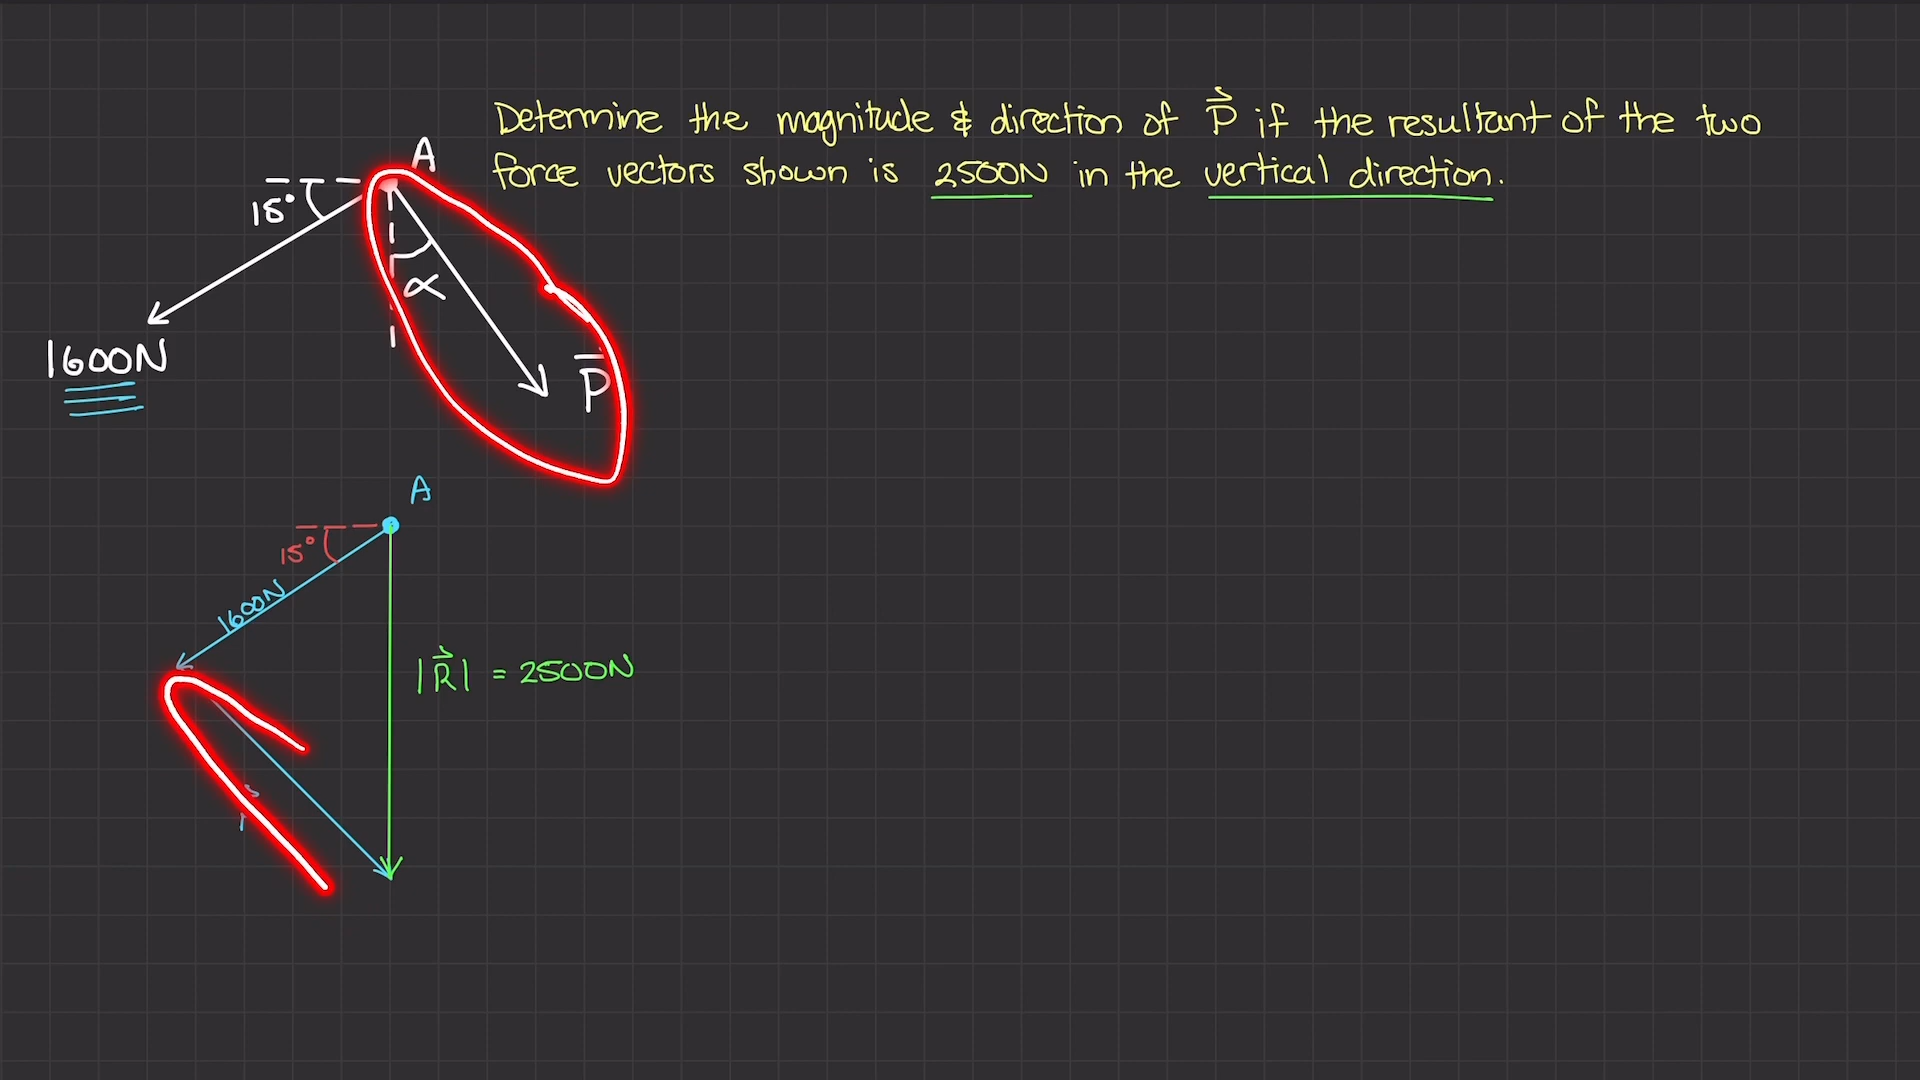 Determine the magnitude & direction of P⃗ if the resultant of the two
force vectors shown is 2500N in the vertical direction.
A
15°
α
1600N
P
A
15°
1600N
|R⃗| = 2500N